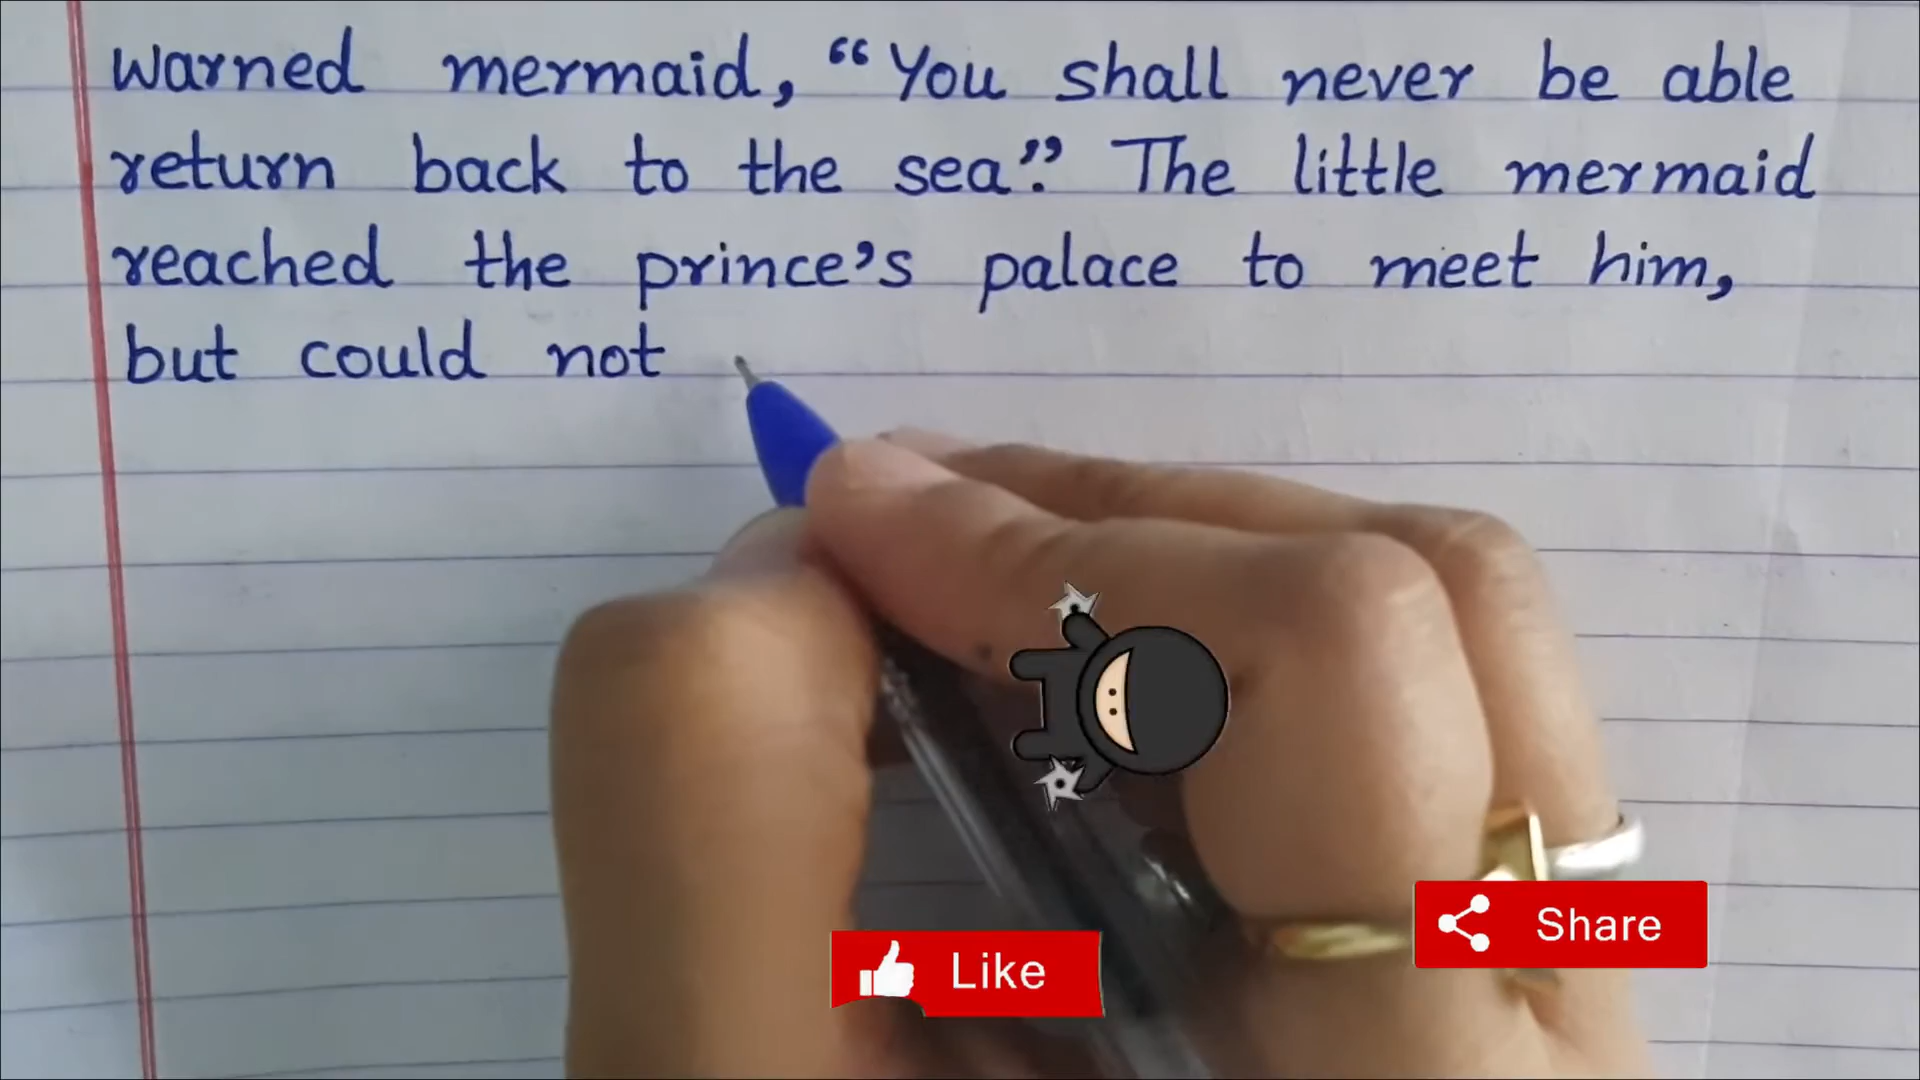 warned mermaid, “You shall never be able
return back to the sea”. The little mermaid
reached the prince’s palace to meet him,
but could not
Like
Share